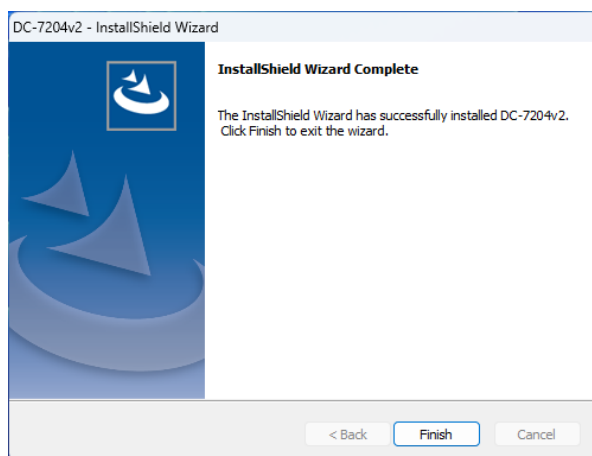 DC-7204v2 - InstallShield Wizard
InstallShield Wizard Complete
The InstallShield Wizard has successfully installed DC-7204v2.
Click Finish to exit the wizard.
< Back
Finish
Cancel